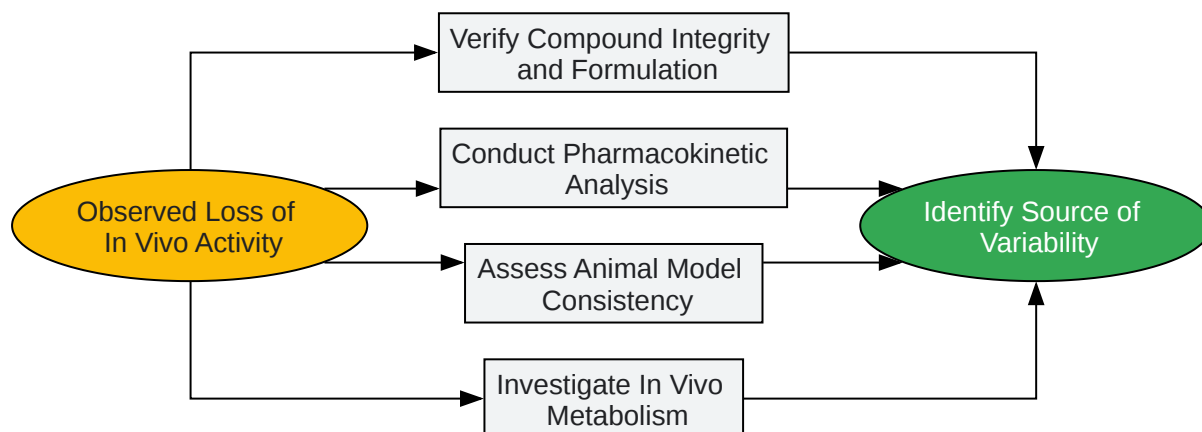 Verify Compound Integrity
and Formulation
Conduct Pharmacokinetic
Analysis
Observed Loss of
In Vivo Activity
Identify Source of
Variability
Assess Animal Model
Consistency
Investigate In Vivo
Metabolism